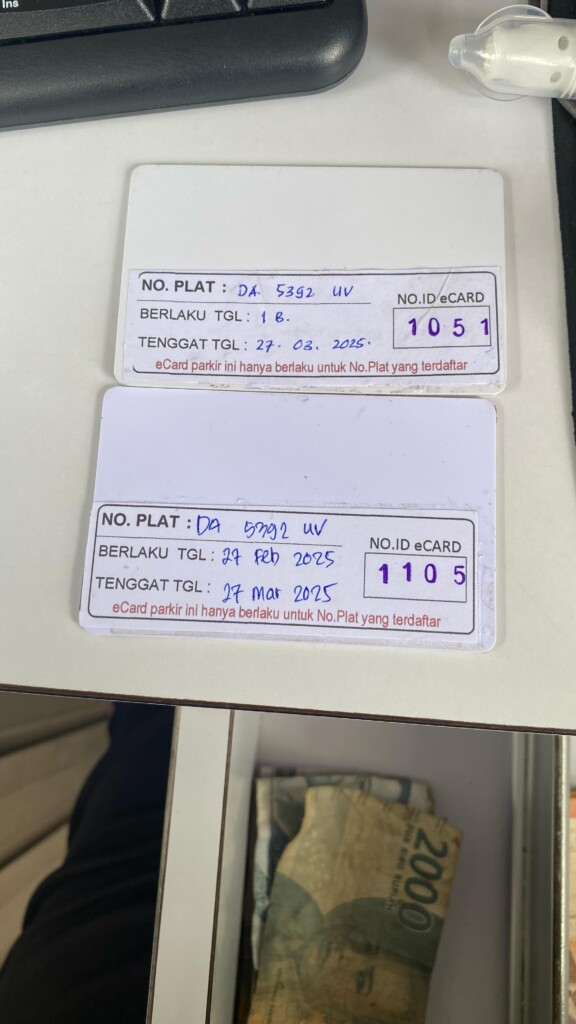 Ins
NO. PLAT : DA 5392 UV
BERLAKU TGL : 1 B.
TENGGAT TGL : 27. 03. 2025.
NO.ID eCARD
1051
eCard parkir ini hanya berlaku untuk No.Plat yang terdaftar
NO. PLAT : DA 5392 UV
BERLAKU TGL : 27 Feb 2025
TENGGAT TGL : 27 Mar 2025
NO.ID eCARD
1105
eCard parkir ini hanya berlaku untuk No.Plat yang terdaftar
2000
DUA RIBU RUPIAH